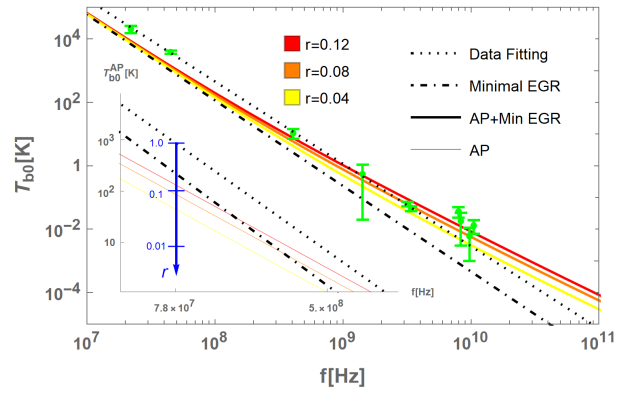 10^4
10^2
1
10^-2
10^-4
T_b0[K]
r=0.12
r=0.08
r=0.04
Data Fitting
Minimal EGR
AP+Min EGR
AP
T_b0^AP[K]
10^3
10^2
10
1.0
0.1
0.01
r
f[Hz]
7.8 × 10^7
5. × 10^8
10^7
10^8
10^9
10^10
10^11
f[Hz]